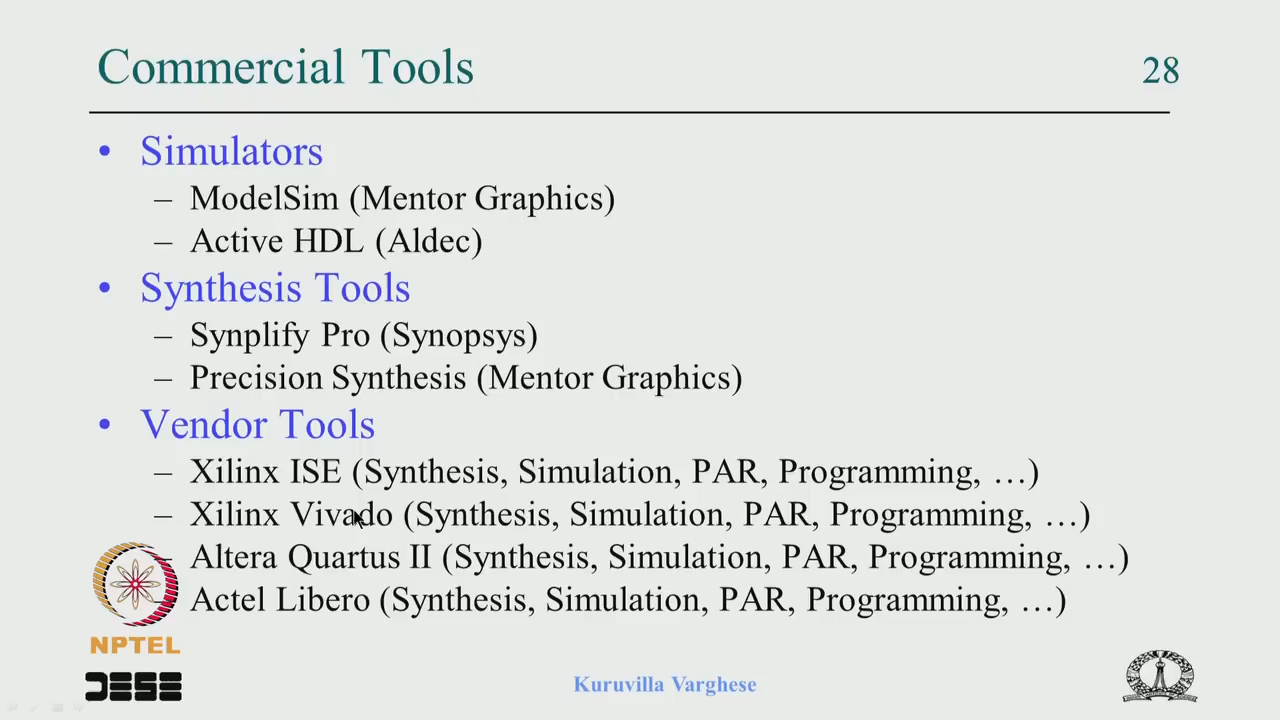 Commercial Tools
28
• Simulators
– ModelSim (Mentor Graphics)
– Active HDL (Aldec)
• Synthesis Tools
– Synplify Pro (Synopsys)
– Precision Synthesis (Mentor Graphics)
• Vendor Tools
– Xilinx ISE (Synthesis, Simulation, PAR, Programming, …)
– Xilinx Vivado (Synthesis, Simulation, PAR, Programming, …)
– Altera Quartus II (Synthesis, Simulation, PAR, Programming, …)
Actel Libero (Synthesis, Simulation, PAR, Programming, …)
NPTEL
DESE
Kuruvilla Varghese